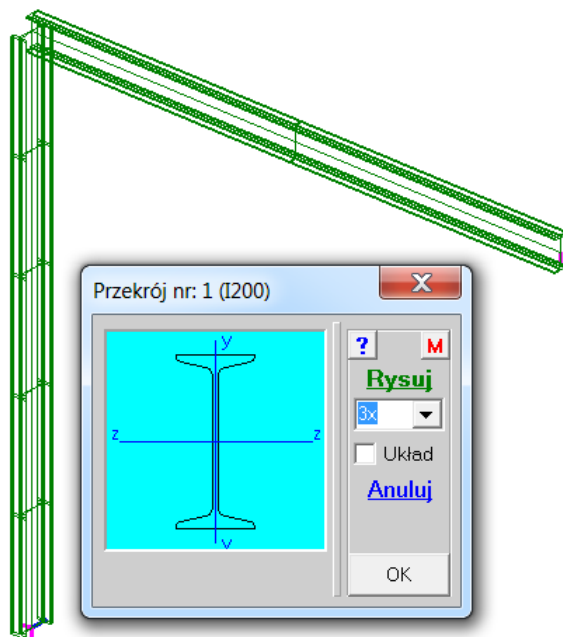 Przekrój nr: 1 (I200)
y
z z
y
? M
Rysuj
3x
Układ
Anuluj
OK